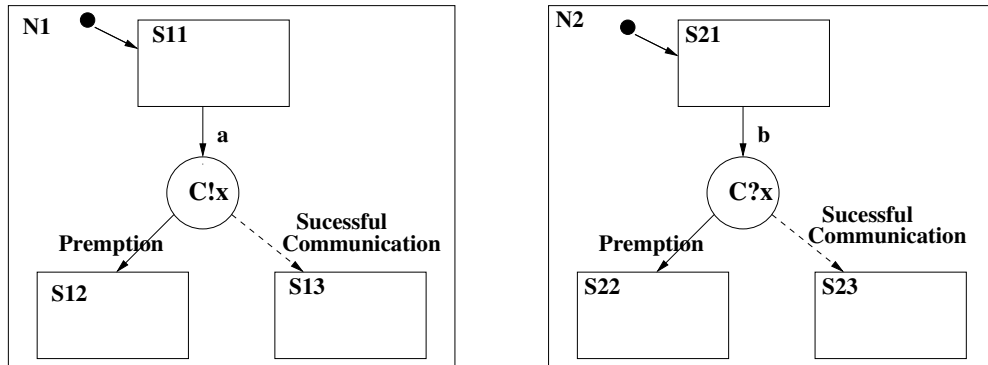 N1
S11
a
C!x
Premption
Sucessful
Communication
S12
S13
N2
S21
b
C?x
Premption
Sucessful
Communication
S22
S23